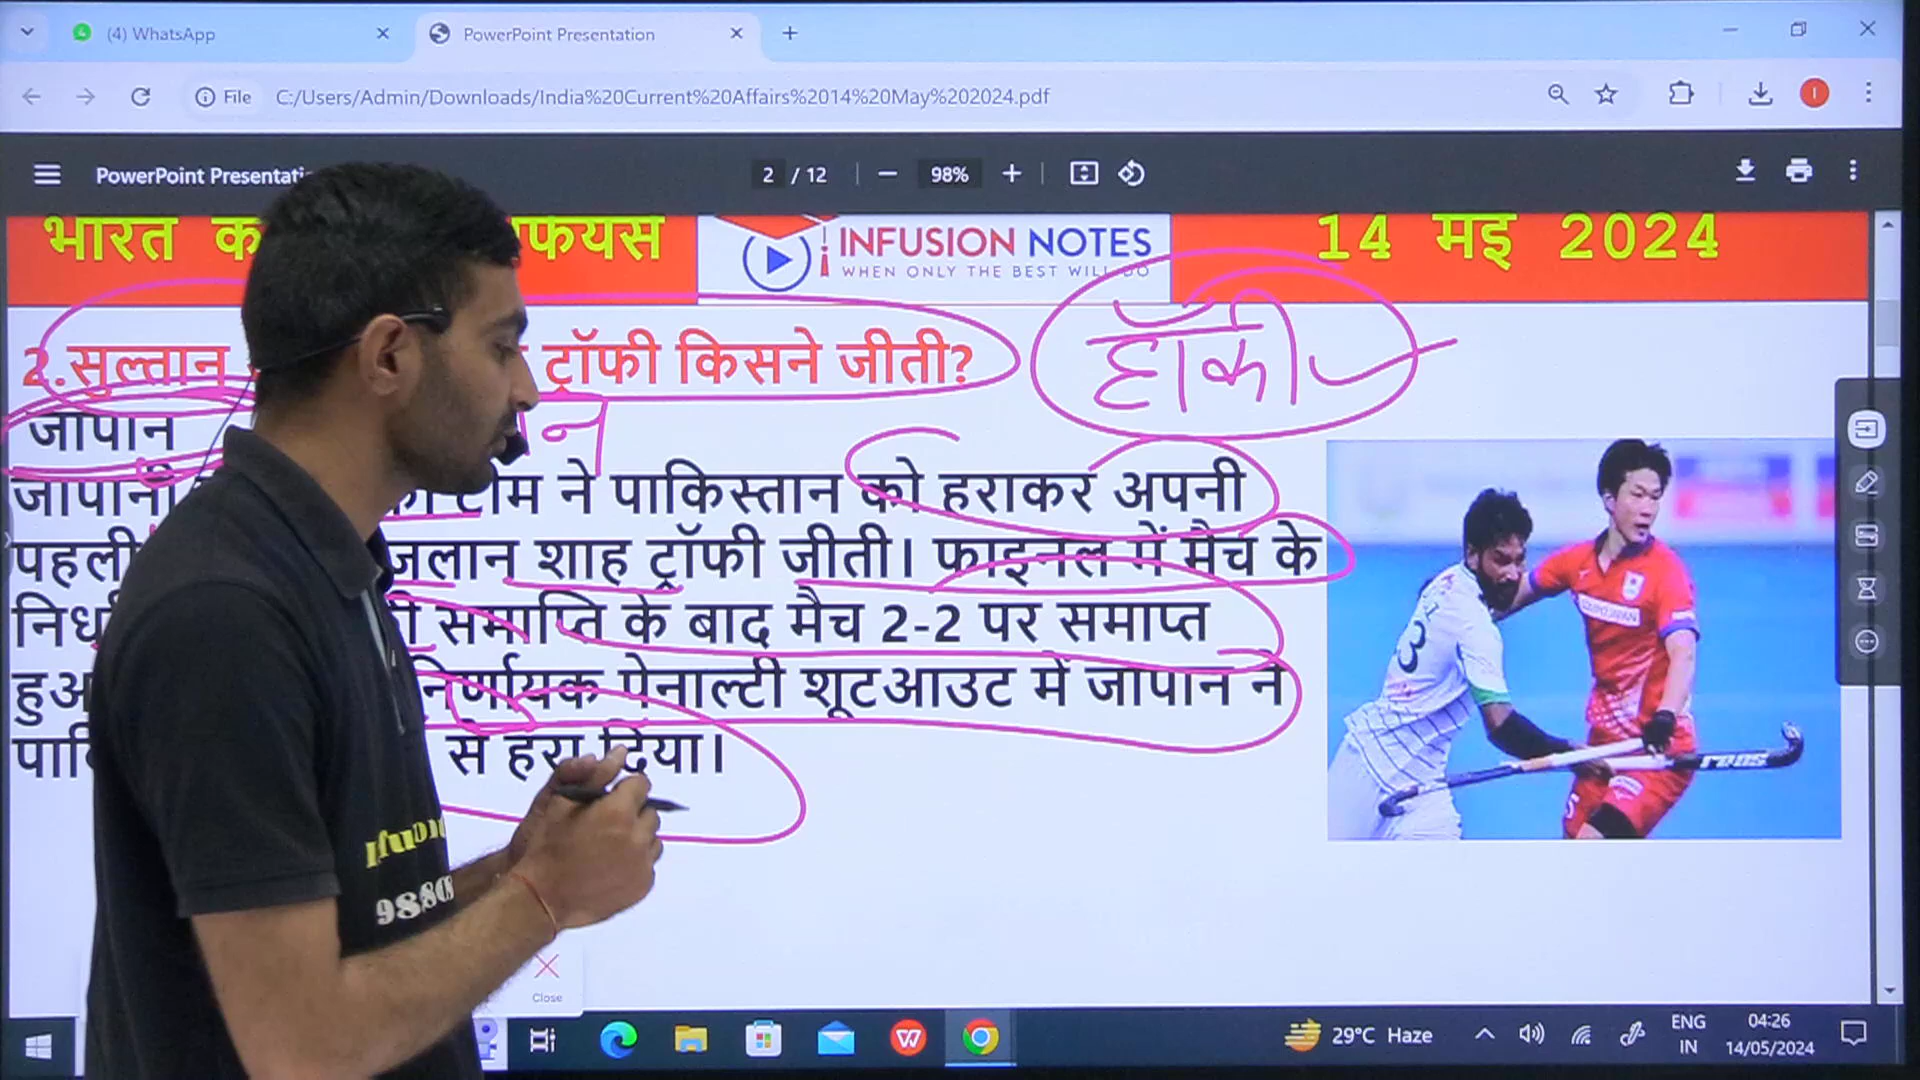 (4) WhatsApp
PowerPoint Presentation
File
C:/Users/Admin/Downloads/India%20Current%20Affairs%2014%20May%202024.pdf
PowerPoint Presentati
2 / 12
98%
भारत
INFUSION NOTES
WHEN ONLY THE BEST WILL DO
14 मइ 2024
2.सुल्तान ट्रॉफी किसने जीती?
हॉकी
जापान
जापानी टीम ने पाकिस्तान को हराकर अपनी
पहली जलान शाह ट्रॉफी जीती। फाइनल में मैच के
समाप्ति के बाद मैच 2-2 पर समाप्त
निर्णायक पेनाल्टी शूटआउट में जापान ने
से हरा दिया।
3
Close
29°C Haze
ENG
IN
04:26
14/05/2024